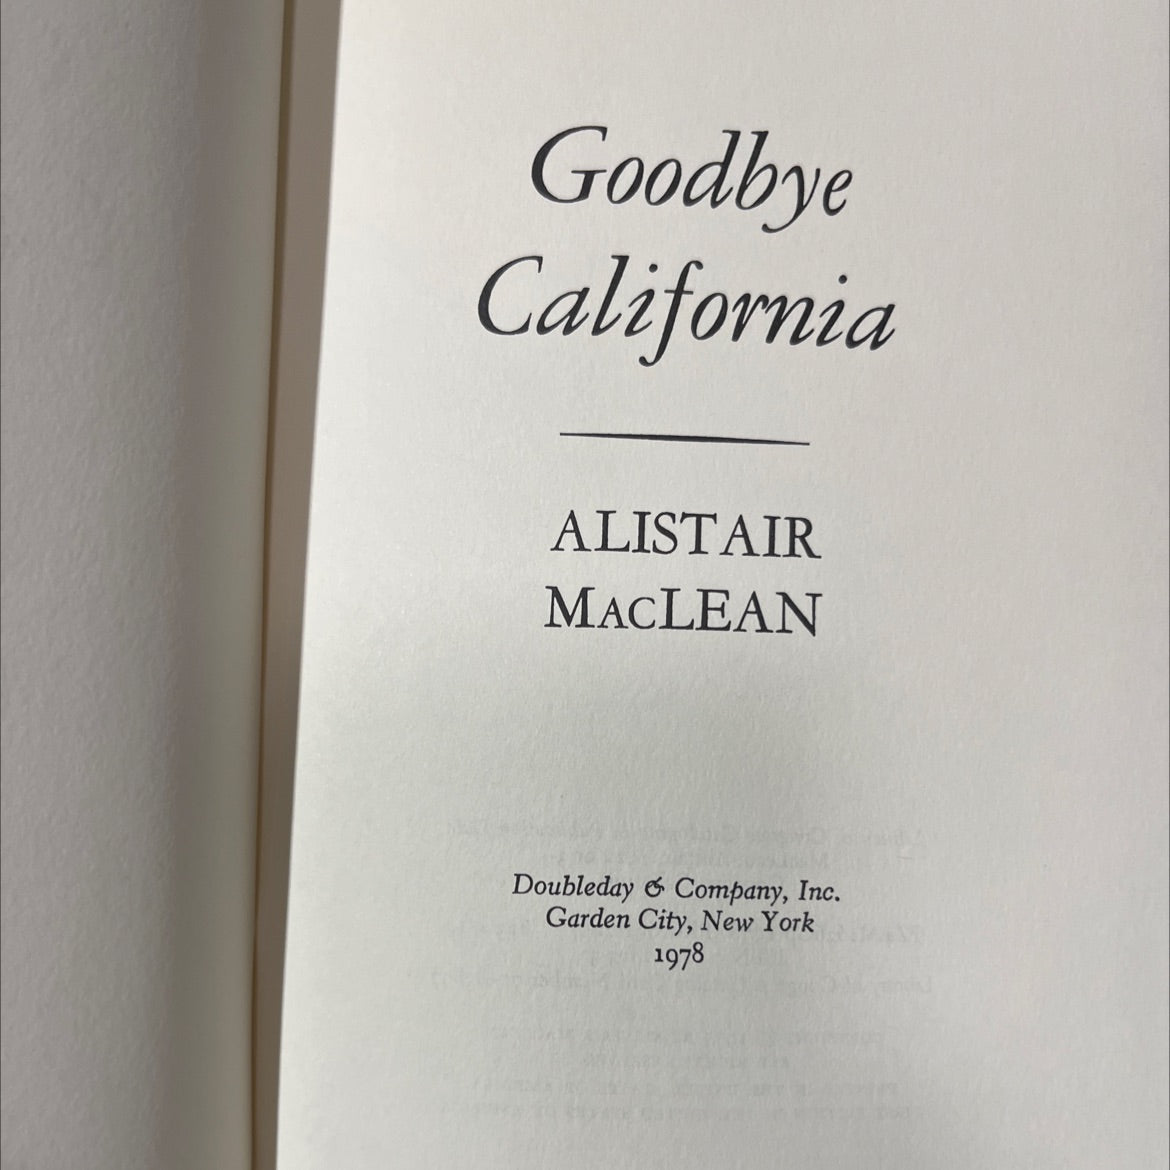 Goodbye
California
ALISTAIR
MACLEAN
Doubleday & Company, Inc.
Garden City, New York
1978